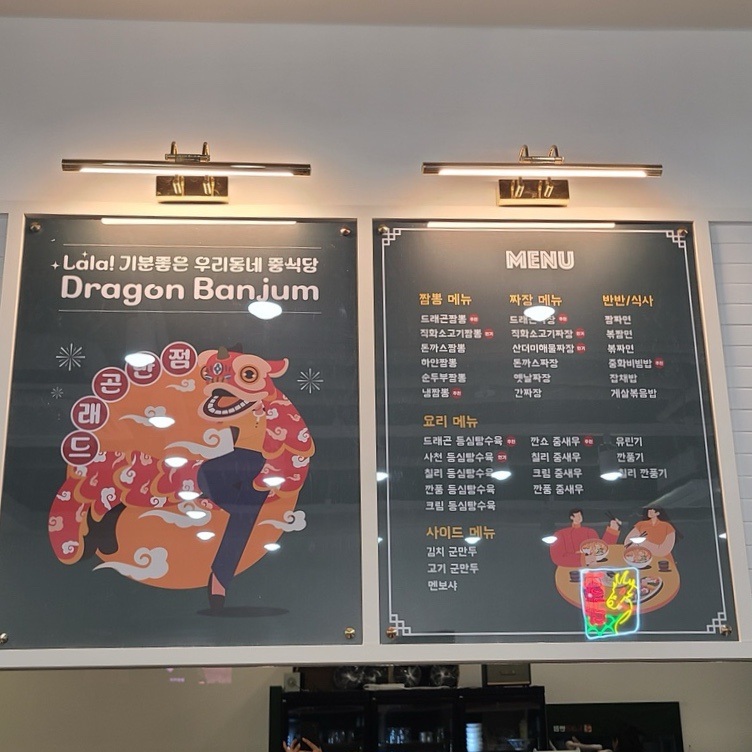 Lala! 기분좋은 우리동네 중식당
Dragon Banjum
드래곤반점
MENU
짬뽕 메뉴
드래곤짬뽕
직화소고기짬뽕
돈까스짬뽕
하얀짬뽕
순두부짬뽕
냉짬뽕
짜장 메뉴
드래곤짜장
직화소고기짜장
산더미해물짜장
돈까스짜장
옛날짜장
간짜장
반반/식사
짬짜면
볶짬면
볶짜면
중화비빔밥
잡채밥
게살볶음밥
요리 메뉴
드래곤 등심탕수육
사천 등심탕수육
칠리 등심탕수육
깐풍 등심탕수육
크림 등심탕수육
깐쇼 중새우
칠리 중새우
크림 중새우
깐풍 중새우
유린기
깐풍기
칠리 깐풍기
사이드 메뉴
김치 군만두
고기 군만두
멘보샤